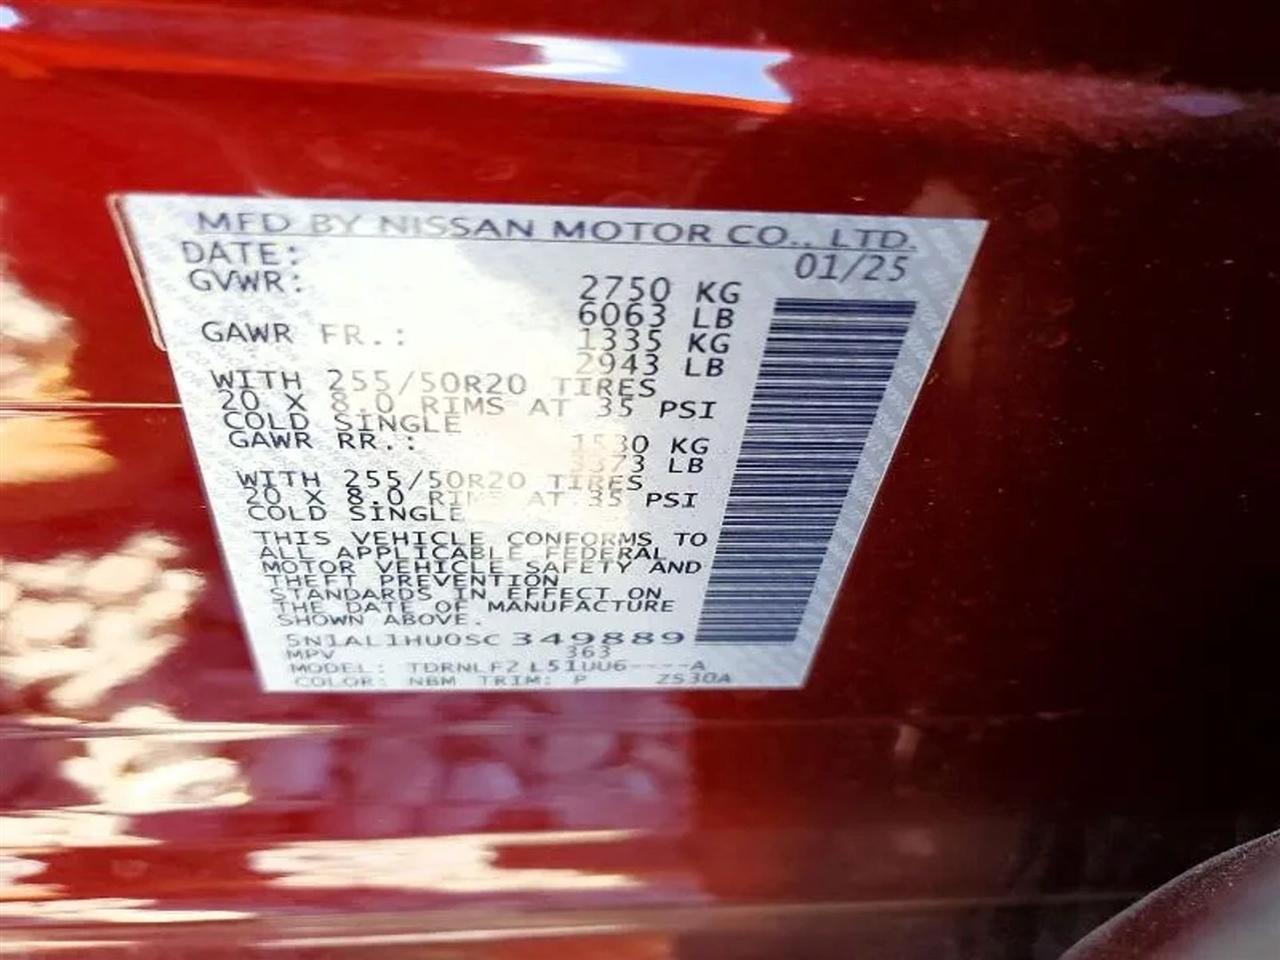 MFD BY NISSAN MOTOR CO., LTD.
DATE: 01/25
GVWR: 2750 KG
6063 LB
GAWR FR.: 1335 KG
2943 LB
WITH 255/50R20 TIRES
20 X 8.0 RIMS AT 35 PSI
COLD SINGLE
GAWR RR.: 1530 KG
3373 LB
WITH 255/50R20 TIRES
20 X 8.0 RIMS AT 35 PSI
COLD SINGLE
THIS VEHICLE CONFORMS TO
ALL APPLICABLE FEDERAL
MOTOR VEHICLE SAFETY AND
THEFT PREVENTION
STANDARDS IN EFFECT ON
THE DATE OF MANUFACTURE
SHOWN ABOVE.
5N1AL1HU0SC349889
MPV 363
MODEL: TDRNLF2 L51UU6----A
COLOR: NBM TRIM: P ZS30A